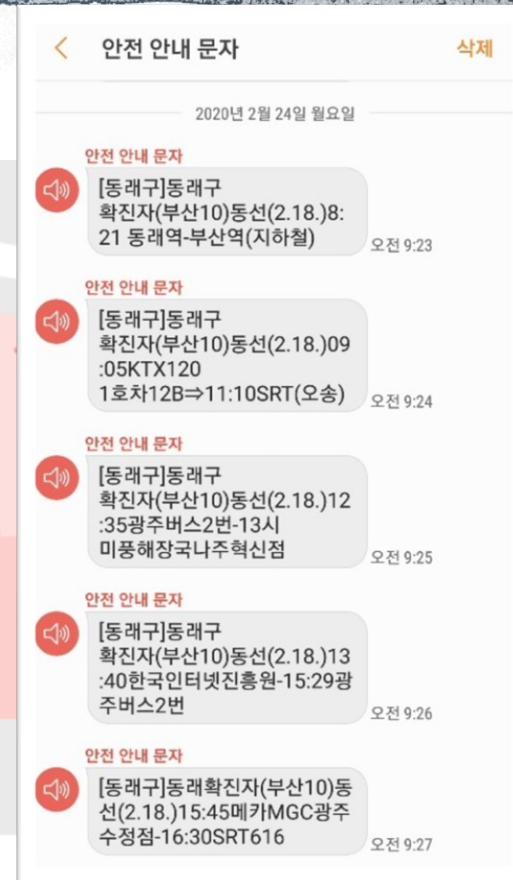 안전 안내 문자
삭제
2020년 2월 24일 월요일
안전 안내 문자
[동래구]동래구
확진자(부산10)동선(2.18.)8:
21 동래역-부산역(지하철)
오전 9:23
안전 안내 문자
[동래구]동래구
확진자(부산10)동선(2.18.)09
:05KTX120
1호차12B⇒11:10SRT(오송)
오전 9:24
안전 안내 문자
[동래구]동래구
확진자(부산10)동선(2.18.)12
:35광주버스2번-13시
미풍해장국나주혁신점
오전 9:25
안전 안내 문자
[동래구]동래구
확진자(부산10)동선(2.18.)13
:40한국인터넷진흥원-15:29광
주버스2번
오전 9:26
안전 안내 문자
[동래구]동래확진자(부산10)동
선(2.18.)15:45메카MGC광주
수정점-16:30SRT616
오전 9:27